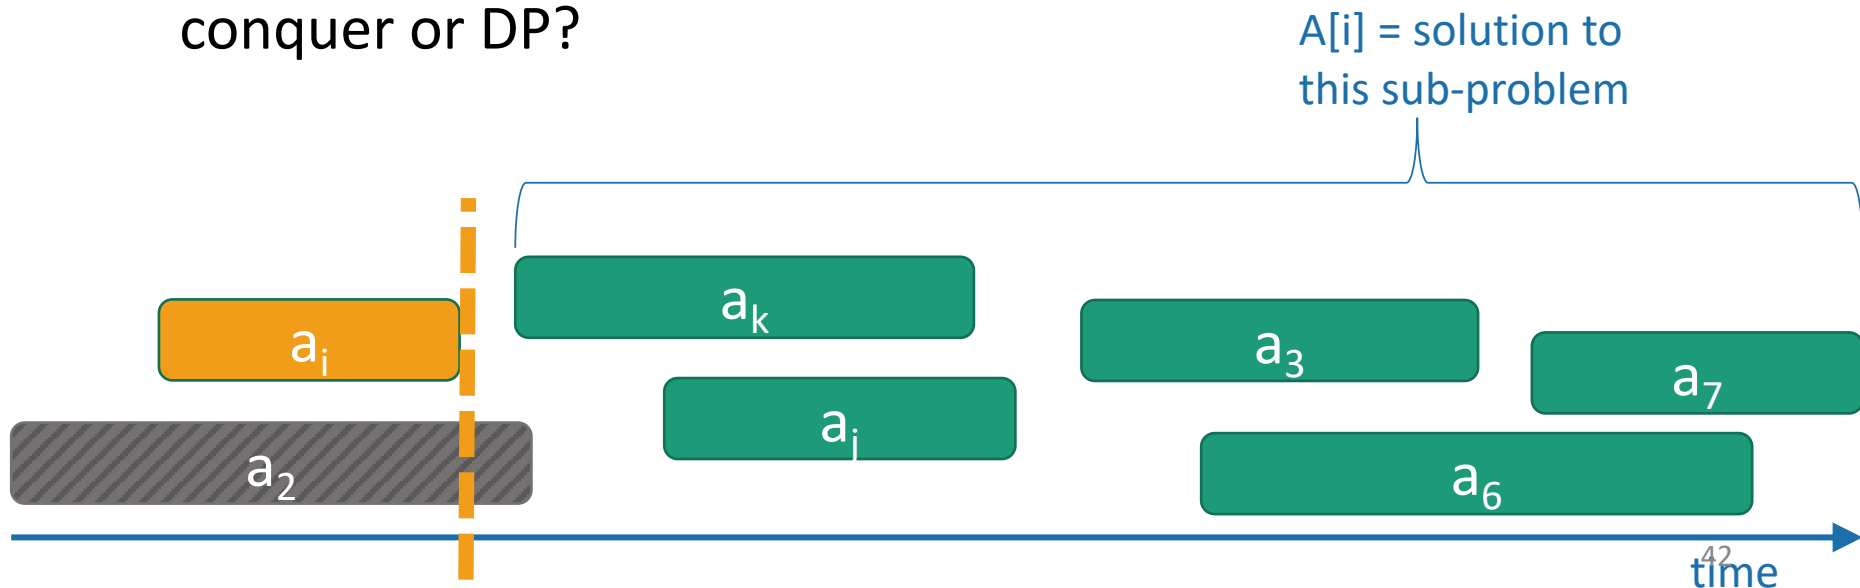 conquer or DP?
A[i] = solution to
this sub-problem
aₖ
aᵢ
a₃
a₇
aⱼ
a₂
a₆
42
time